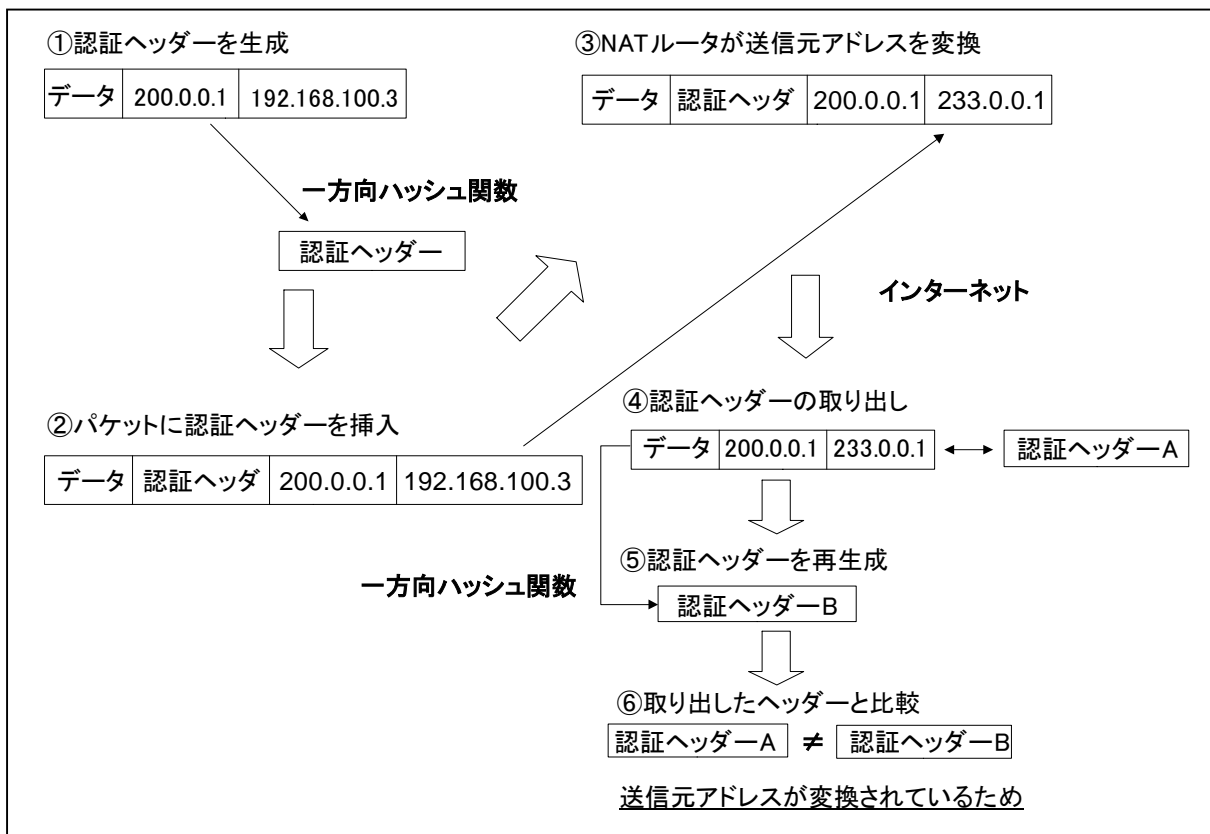 ①認証ヘッダーを生成
データ 200.0.0.1 192.168.100.3
一方向ハッシュ関数
認証ヘッダー
②パケットに認証ヘッダーを挿入
データ 認証ヘッダ 200.0.0.1 192.168.100.3
③NATルータが送信元アドレスを変換
データ 認証ヘッダ 200.0.0.1 233.0.0.1
インターネット
④認証ヘッダーの取り出し
データ 200.0.0.1 233.0.0.1 認証ヘッダーA
⑤認証ヘッダーを再生成
一方向ハッシュ関数
認証ヘッダーB
⑥取り出したヘッダーと比較
認証ヘッダーA ≠ 認証ヘッダーB
送信元アドレスが変換されているため